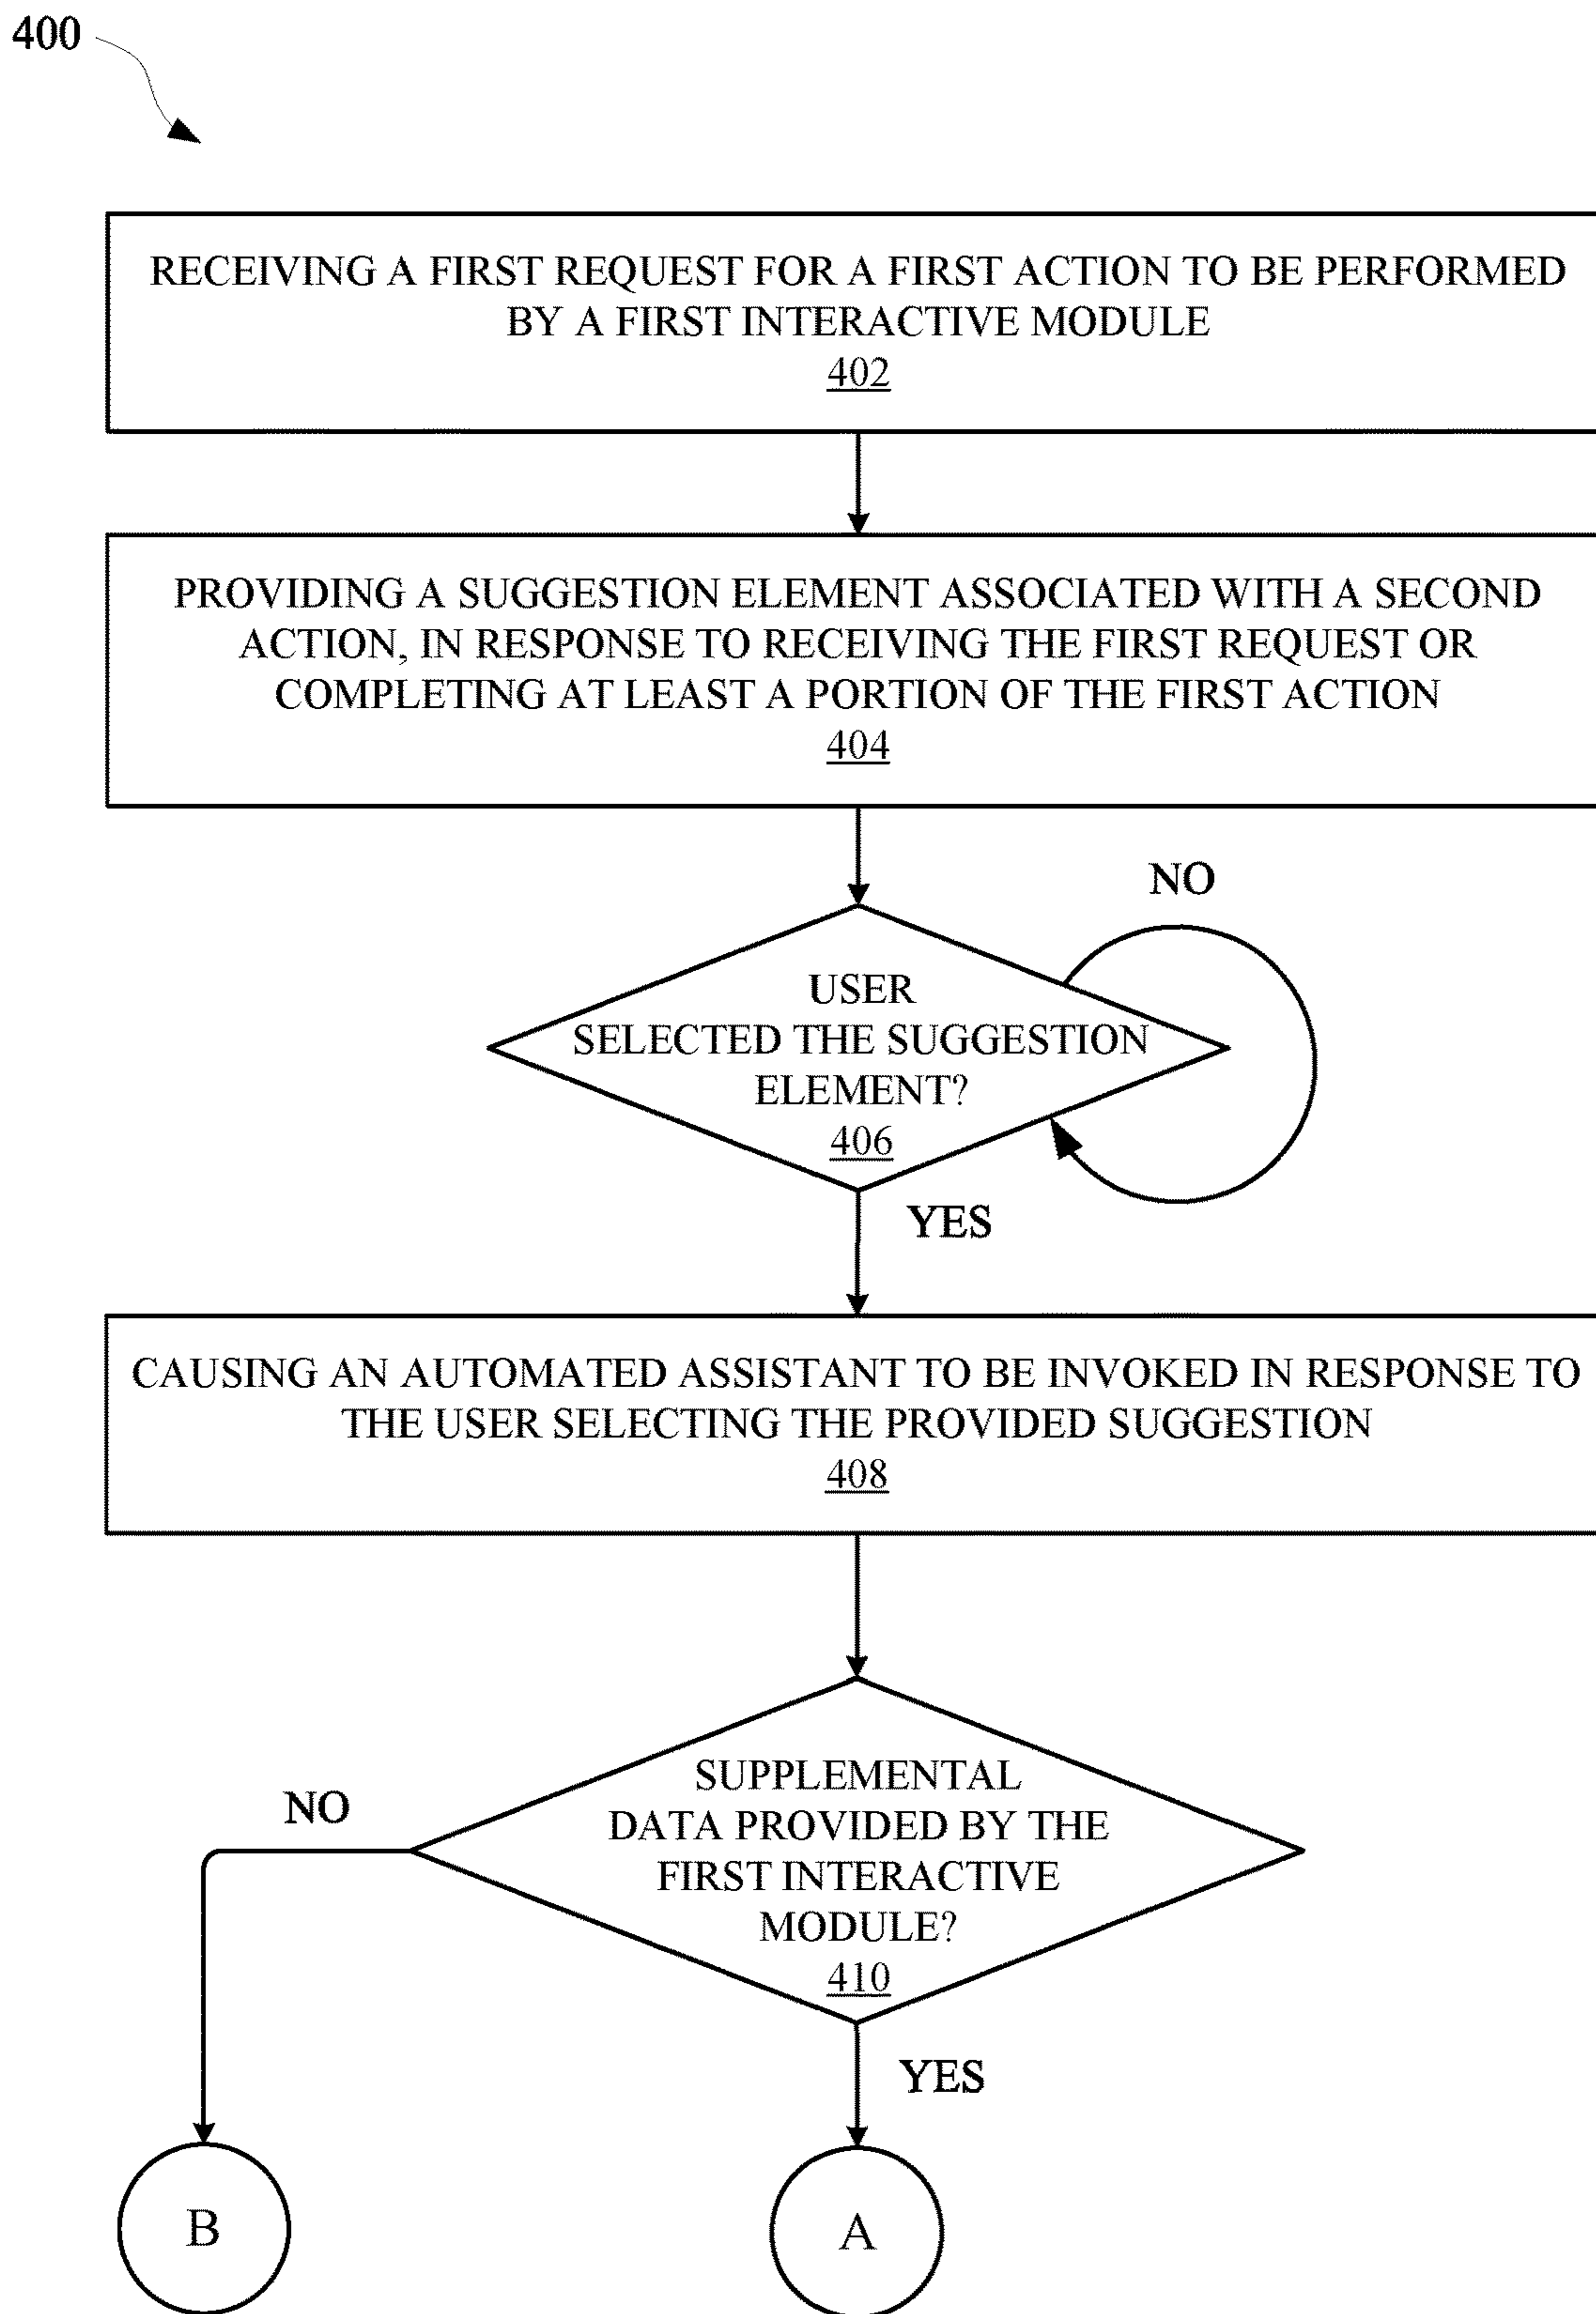 400
RECEIVING A FIRST REQUEST FOR A FIRST ACTION TO BE PERFORMED
BY A FIRST INTERACTIVE MODULE
402
PROVIDING A SUGGESTION ELEMENT ASSOCIATED WITH A SECOND
ACTION, IN RESPONSE TO RECEIVING THE FIRST REQUEST OR
COMPLETING AT LEAST A PORTION OF THE FIRST ACTION
404
NO
USER
SELECTED THE SUGGESTION
ELEMENT?
406
YES
CAUSING AN AUTOMATED ASSISTANT TO BE INVOKED IN RESPONSE TO
THE USER SELECTING THE PROVIDED SUGGESTION
408
SUPPLEMENTAL
DATA PROVIDED BY THE
FIRST INTERACTIVE
MODULE?
410
NO
YES
B
A